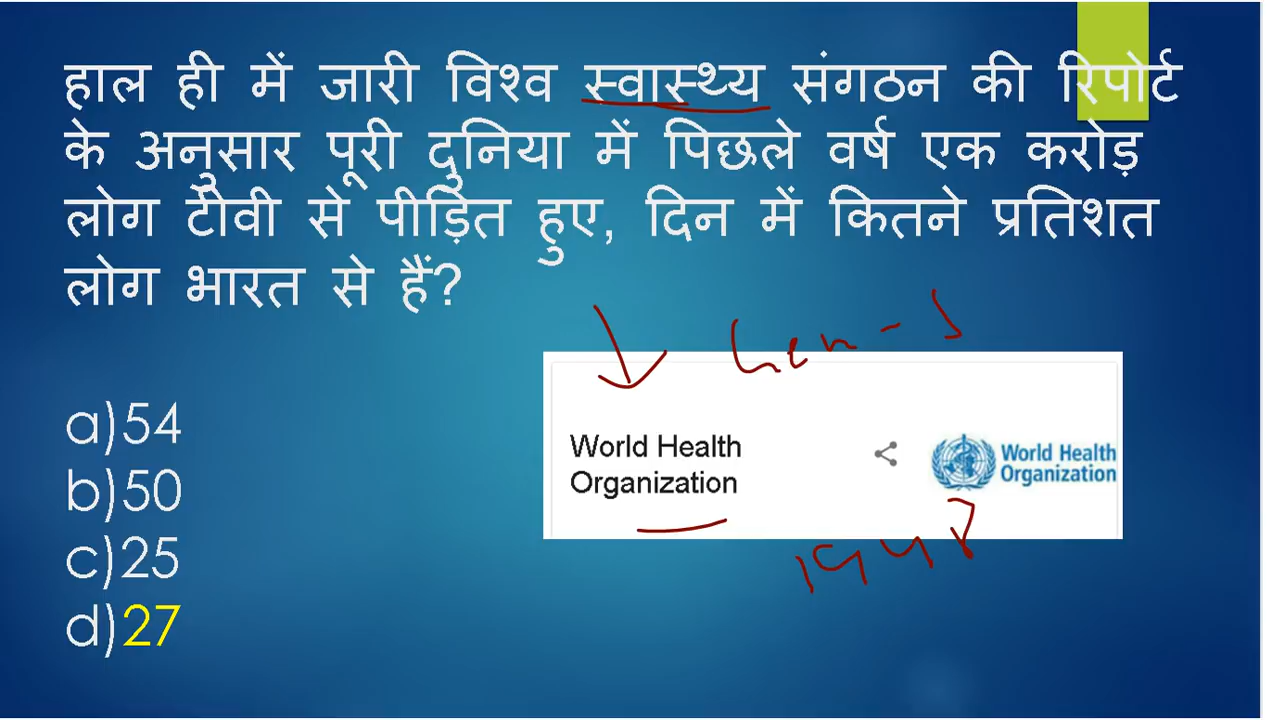 हाल ही में जारी विश्व स्वास्थ्य संगठन की रिपोर्ट
के अनुसार पूरी दुनिया में पिछले वर्ष एक करोड़
लोग टीवी से पीड़ित हुए, दिन में कितने प्रतिशत
लोग भारत से हैं?
a)54
b)50
c)25
d)27
World Health
Organization
World Health
Organization
1948